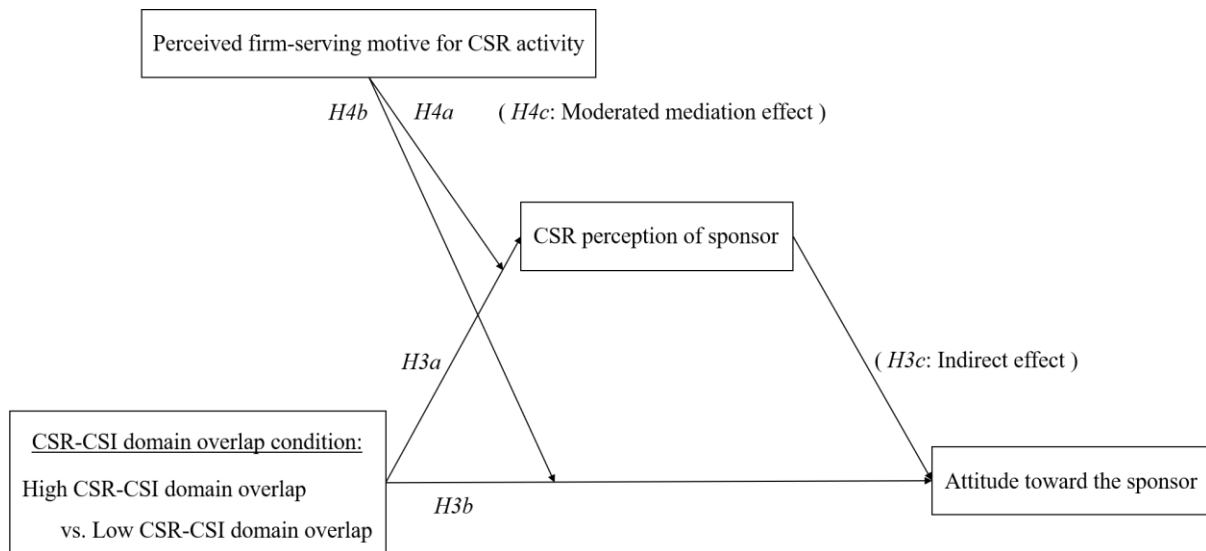 Perceived firm-serving motive for CSR activity
H4b H4a ( H4c: Moderated mediation effect )
CSR perception of sponsor
H3a
( H3c: Indirect effect )
CSR-CSI domain overlap condition:
High CSR-CSI domain overlap
vs. Low CSR-CSI domain overlap
H3b
Attitude toward the sponsor